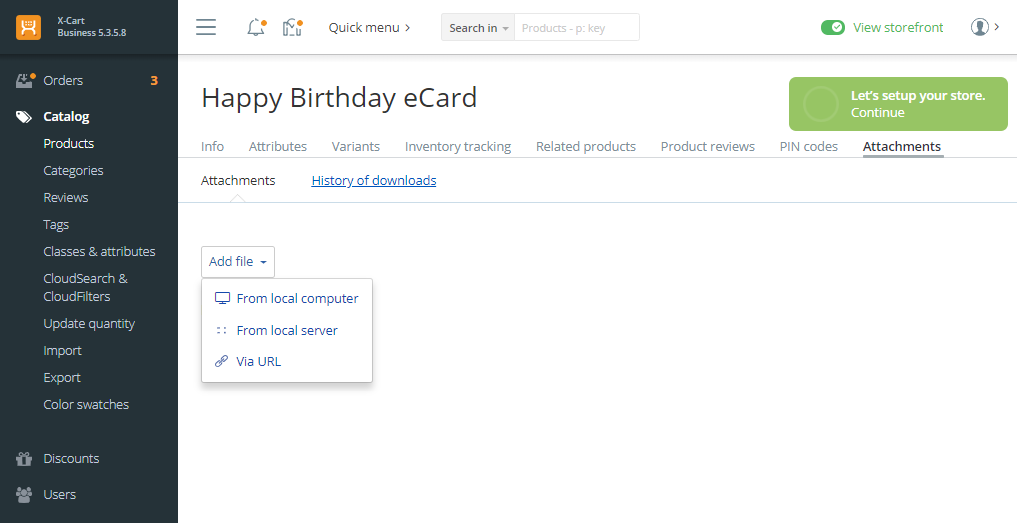 X-Cart
Business 5.3.5.8
Quick menu
Search in
Products - p: key
View storefront
Orders
3
Catalog
Products
Categories
Reviews
Tags
Classes & attributes
CloudSearch &
CloudFilters
Update quantity
Import
Export
Color swatches
Discounts
Users
Happy Birthday eCard
Let's setup your store.
Continue
Info
Attributes
Variants
Inventory tracking
Related products
Product reviews
PIN codes
Attachments
Attachments
History of downloads
Add file
From local computer
From local server
Via URL